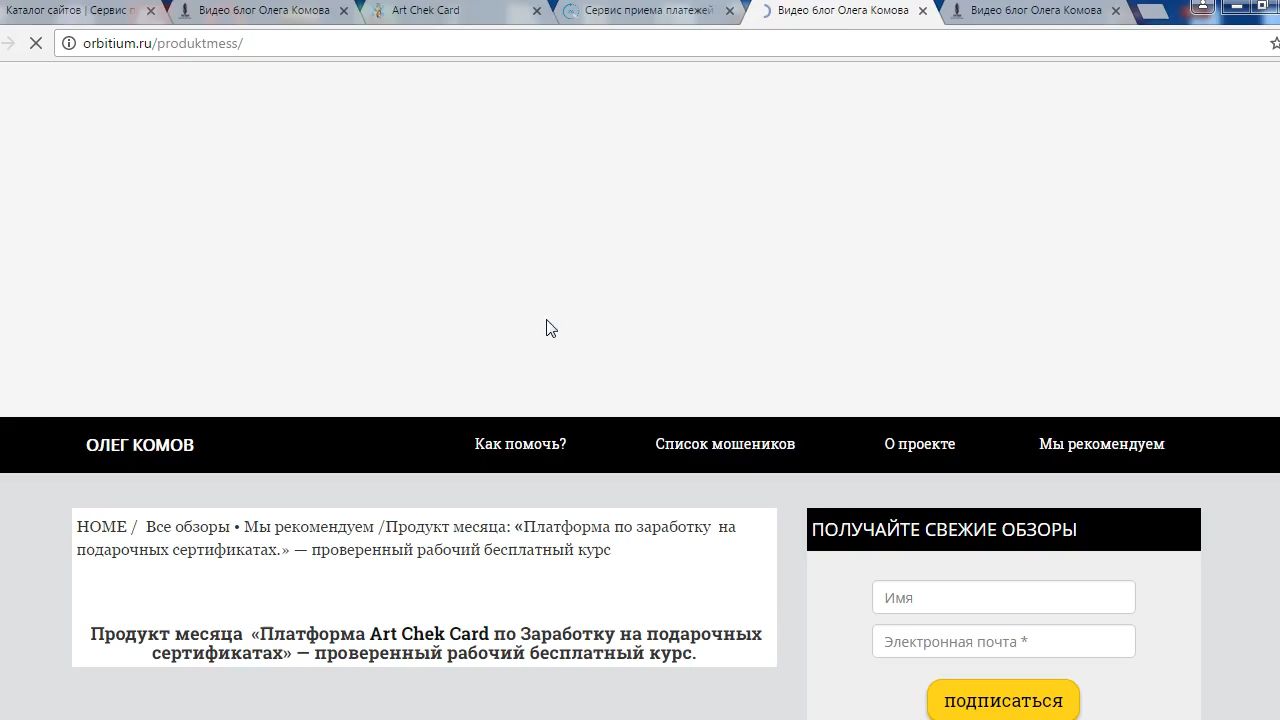 Каталог сайтов | Сервис п
Видео блог Олега Комова
Art Chek Card
Сервис приема платежей
Видео блог Олега Комова
Видео блог Олега Комова
orbitium.ru/produktmess/
ОЛЕГ КОМОВ
Как помочь?
Список мошеников
О проекте
Мы рекомендуем
HOME / Все обзоры • Мы рекомендуем /Продукт месяца: «Платформа по заработку на
подарочных сертификатах.» — проверенный рабочий бесплатный курс
Продукт месяца «Платформа Art Chek Card по Заработку на подарочных
сертификатах» — проверенный рабочий бесплатный курс.
ПОЛУЧАЙТЕ СВЕЖИЕ ОБЗОРЫ
Имя
Электронная почта *
подписаться